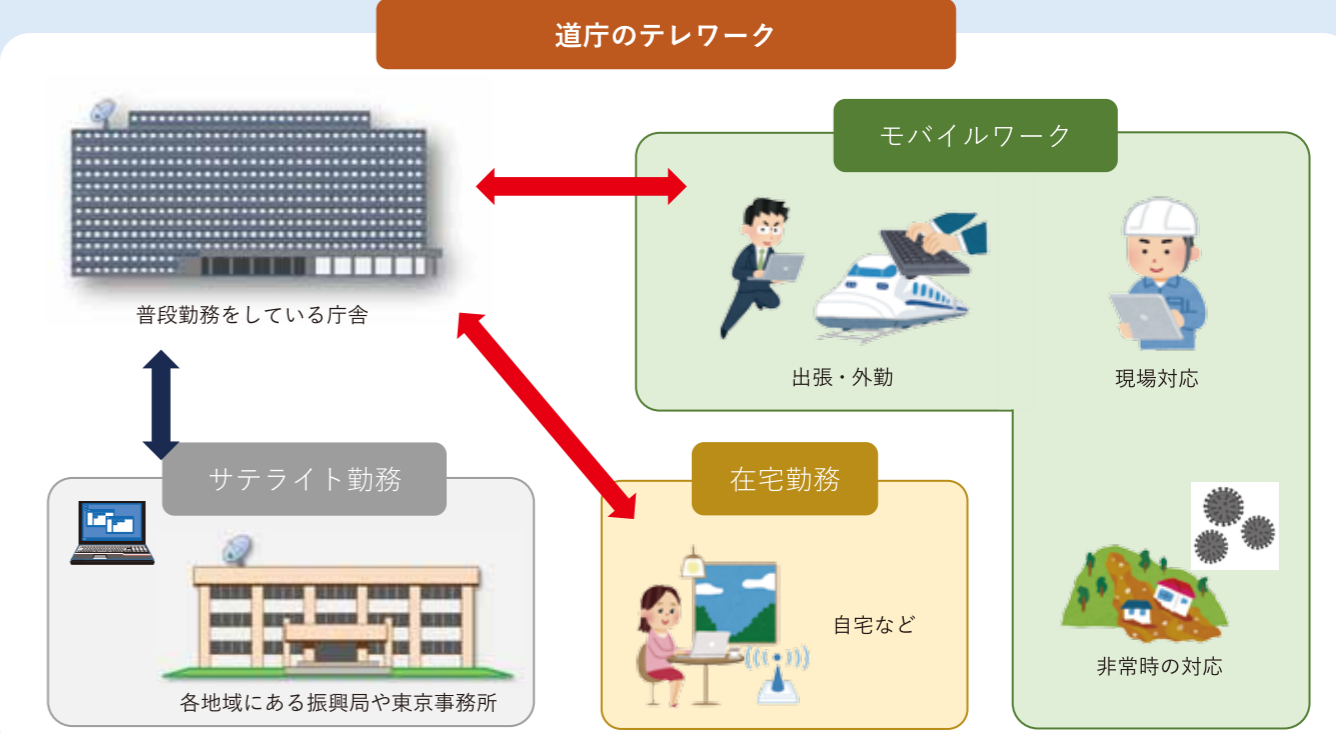 道庁のテレワーク
モバイルワーク
普段勤務をしている庁舎
出張・外勤
現場対応
サテライト勤務
在宅勤務
自宅など
非常時の対応
各地域にある振興局や東京事務所